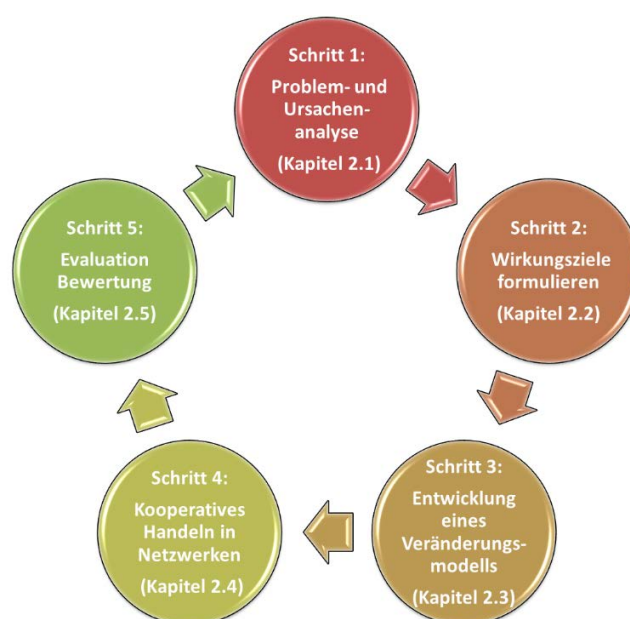 Schritt 1:
Problem- und
Ursachen-
analyse
(Kapitel 2.1)
Schritt 2:
Wirkungsziele
formulieren
(Kapitel 2.2)
Schritt 3:
Entwicklung
eines
Veränderungs-
modells
(Kapitel 2.3)
Schritt 4:
Kooperatives
Handeln in
Netzwerken
(Kapitel 2.4)
Schritt 5:
Evaluation
Bewertung
(Kapitel 2.5)